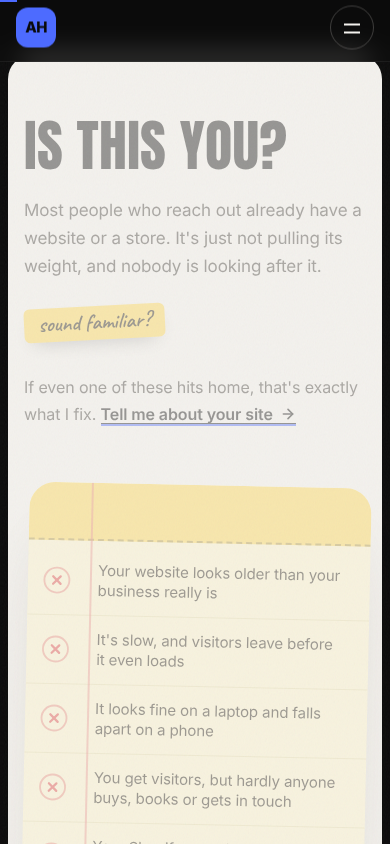 AH
IS THIS YOU?
Most people who reach out already have a
website or a store. It's just not pulling its
weight, and nobody is looking after it.
sound familiar?
If even one of these hits home, that's exactly
what I fix. Tell me about your site →
Your website looks older than your
business really is
It's slow, and visitors leave before
it even loads
It looks fine on a laptop and falls
apart on a phone
You get visitors, but hardly anyone
buys, books or gets in touch